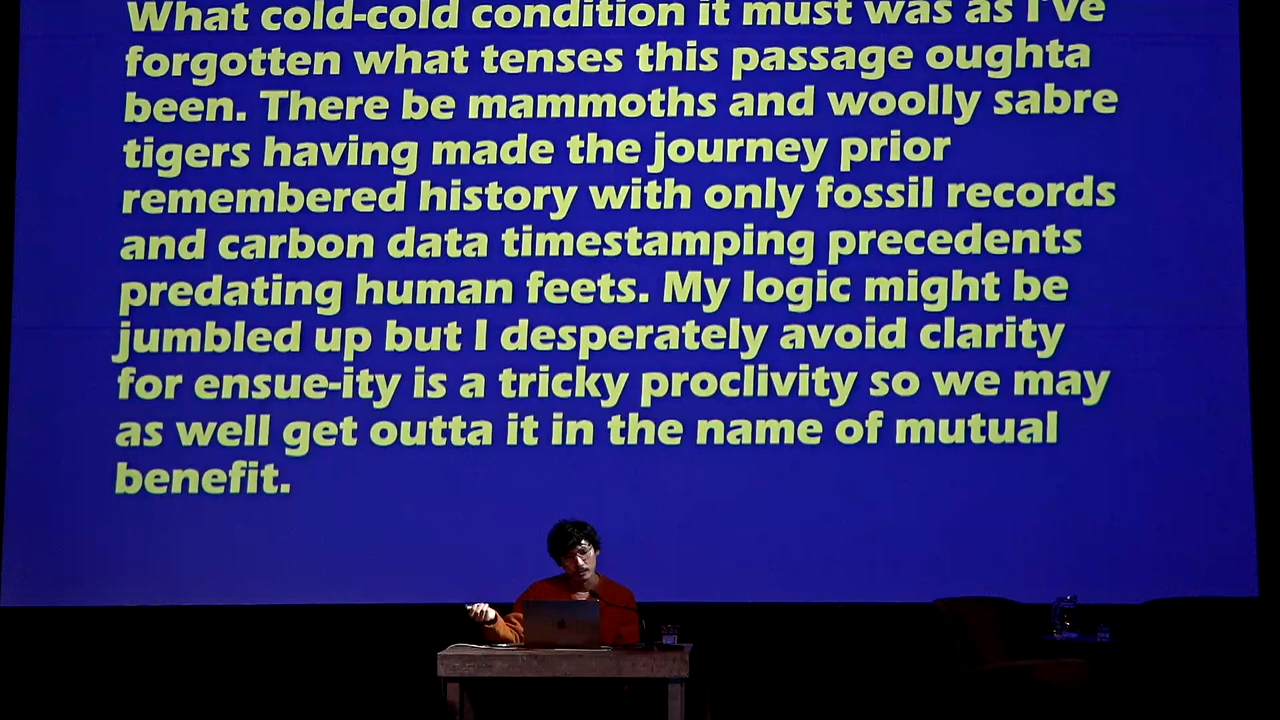 What cold-cold condition it must was as I've
forgotten what tenses this passage oughta
been. There be mammoths and woolly sabre
tigers having made the journey prior
remembered history with only fossil records
and carbon data timestamping precedents
predating human feets. My logic might be
jumbled up but I desperately avoid clarity
for ensue-ity is a tricky proclivity so we may
as well get outta it in the name of mutual
benefit.